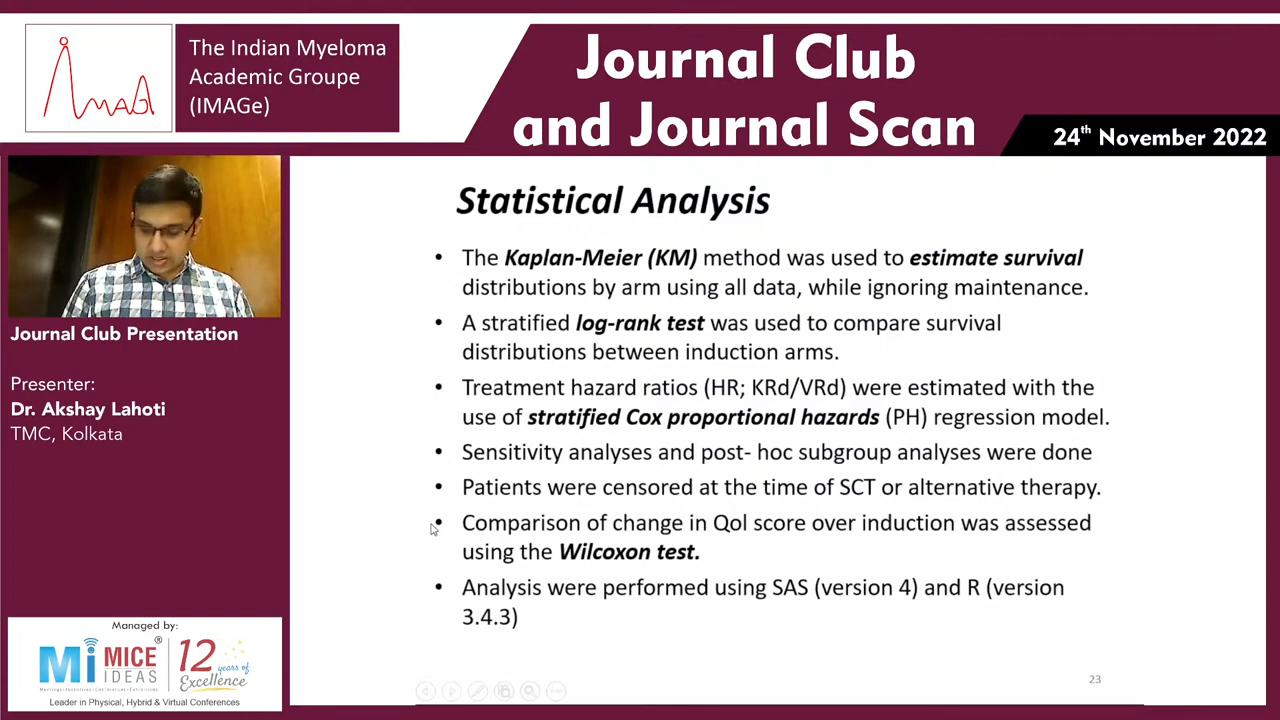 The Indian Myeloma
Academic Groupe
(IMAGe)
Journal Club
and Journal Scan
24th November 2022
Statistical Analysis
• The Kaplan-Meier (KM) method was used to estimate survival
distributions by arm using all data, while ignoring maintenance.
• A stratified log-rank test was used to compare survival
distributions between induction arms.
• Treatment hazard ratios (HR; KRd/VRd) were estimated with the
use of stratified Cox proportional hazards (PH) regression model.
• Sensitivity analyses and post- hoc subgroup analyses were done
• Patients were censored at the time of SCT or alternative therapy.
• Comparison of change in Qol score over induction was assessed
using the Wilcoxon test.
• Analysis were performed using SAS (version 4) and R (version
3.4.3)
23
Journal Club Presentation
Presenter:
Dr. Akshay Lahoti
TMC, Kolkata
Managed by:
Mi MICE IDEAS ®
12 years of Excellence
Leader in Physical, Hybrid & Virtual Conferences